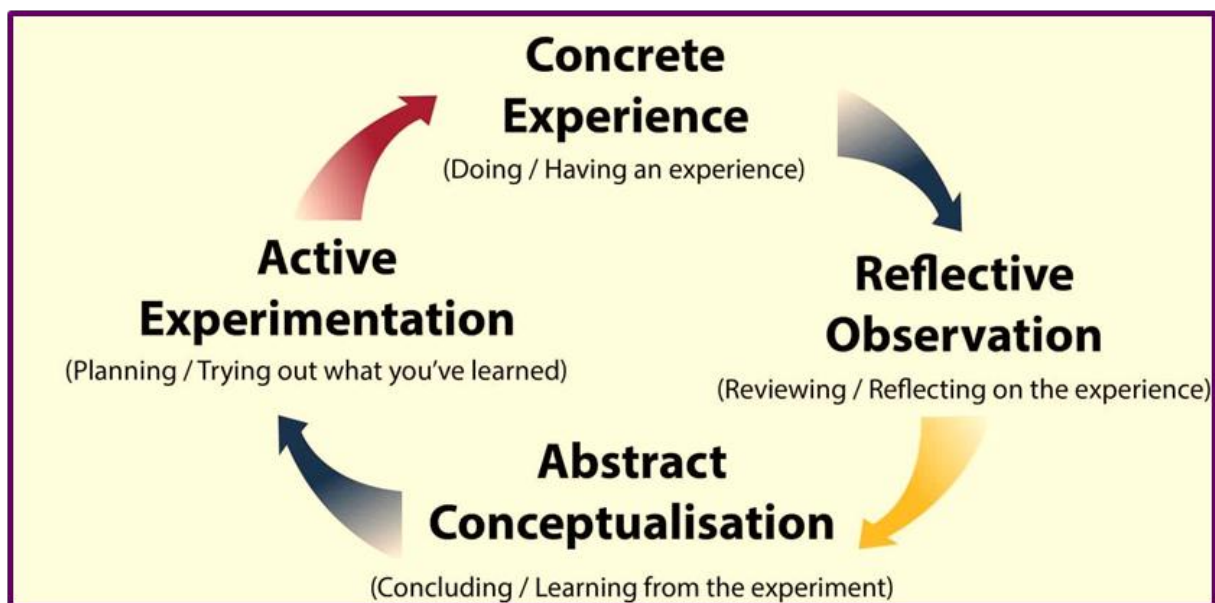 Concrete
Experience
(Doing / Having an experience)
Reflective
Observation
(Reviewing / Reflecting on the experience)
Abstract
Conceptualisation
(Concluding / Learning from the experiment)
Active
Experimentation
(Planning / Trying out what you've learned)